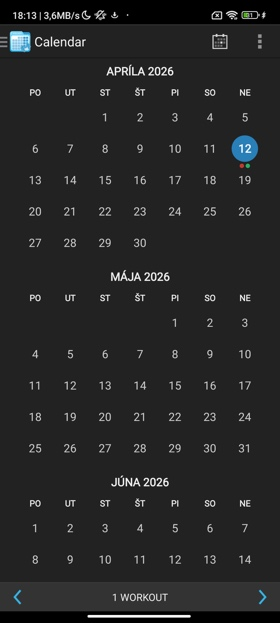 18:13 | 3,6MB/s
Calendar
APRÍLA 2026
PO UT ST ŠT PI SO NE
1 2 3 4 5
6 7 8 9 10 11 12
13 14 15 16 17 18 19
20 21 22 23 24 25 26
27 28 29 30
MÁJA 2026
PO UT ST ŠT PI SO NE
1 2 3
4 5 6 7 8 9 10
11 12 13 14 15 16 17
18 19 20 21 22 23 24
25 26 27 28 29 30 31
JÚNA 2026
PO UT ST ŠT PI SO NE
1 2 3 4 5 6 7
8 9 10 11 12 13 14
1 WORKOUT